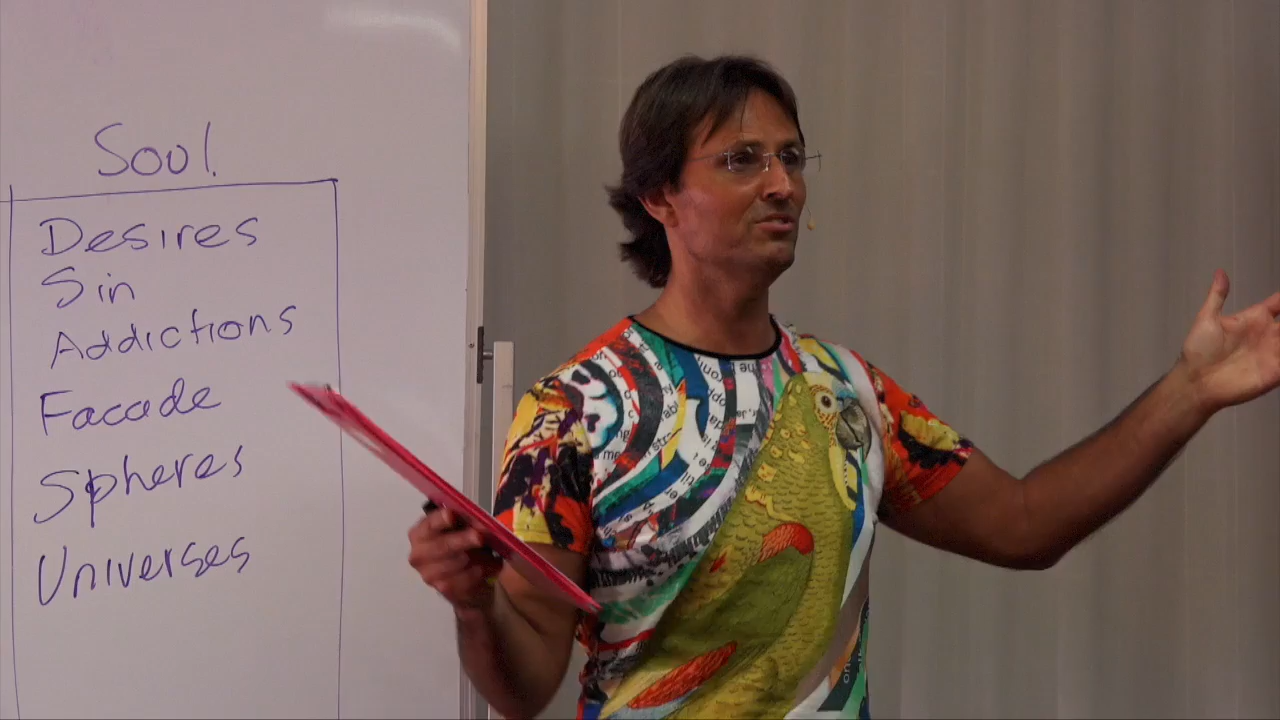 Soul
Desires
Sin
Addictions
Facade
Spheres
Universes